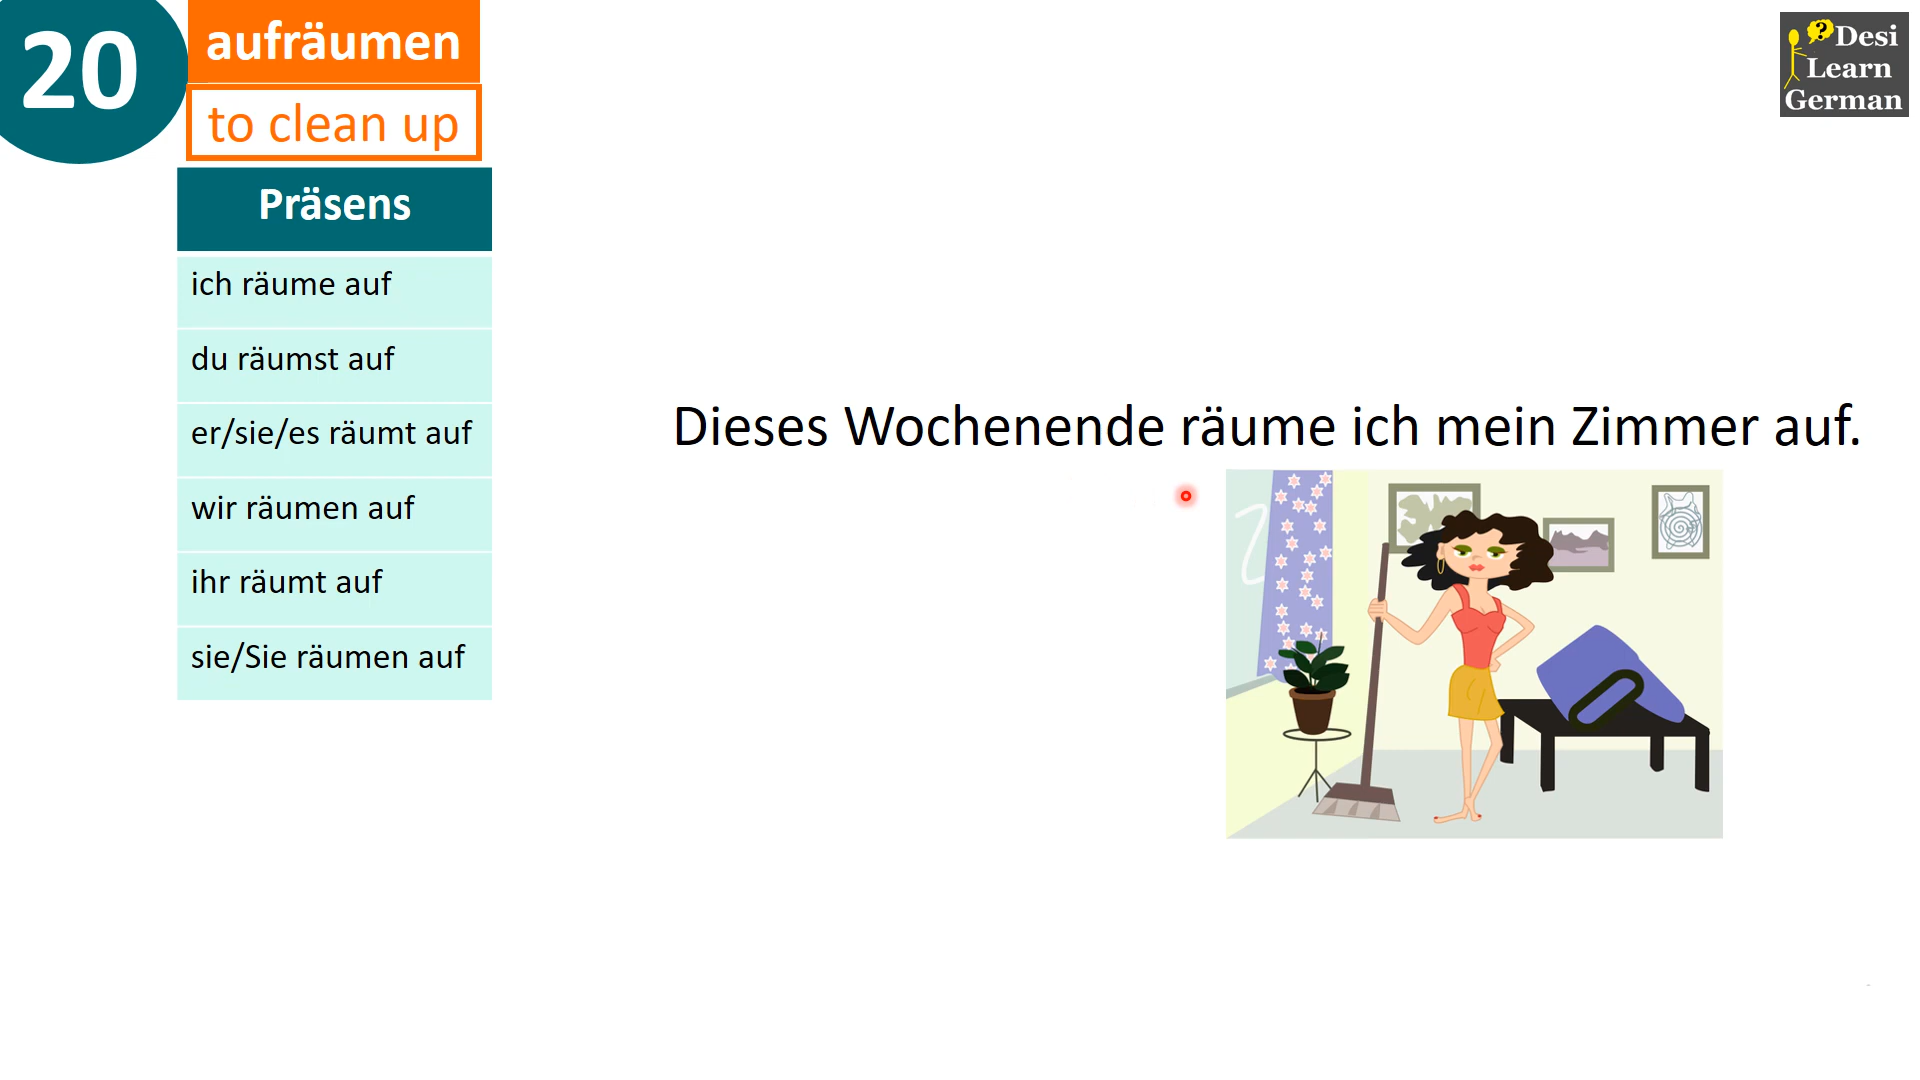 20
aufräumen
to clean up
Präsens
ich räume auf
du räumst auf
er/sie/es räumt auf
wir räumen auf
ihr räumt auf
sie/Sie räumen auf
Dieses Wochenende räume ich mein Zimmer auf.
?
Desi
Learn
German